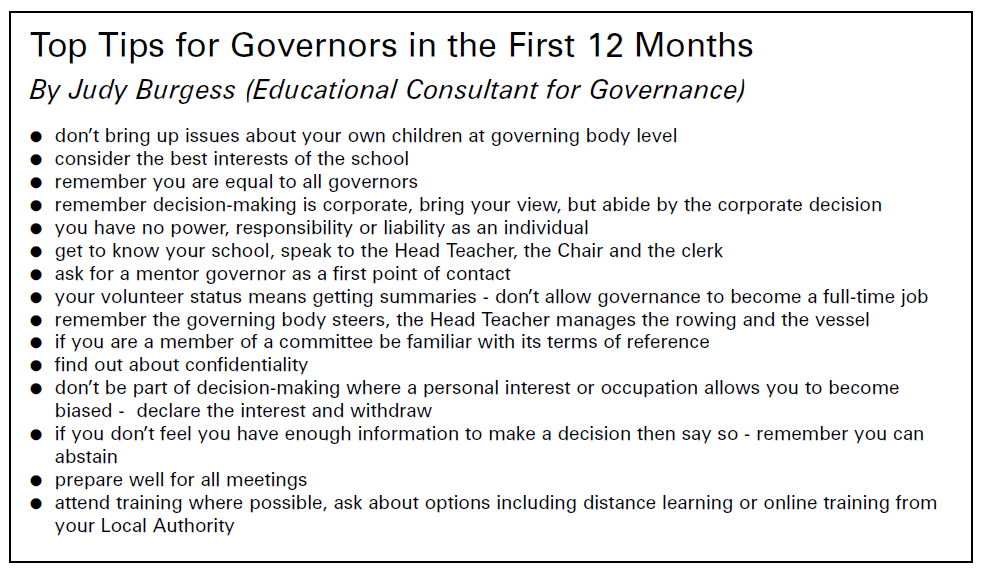 Top Tips for Governors in the First 12 Months
By Judy Burgess (Educational Consultant for Governance)
● don’t bring up issues about your own children at governing body level
● consider the best interests of the school
● remember you are equal to all governors
● remember decision-making is corporate, bring your view, but abide by the corporate decision
● you have no power, responsibility or liability as an individual
● get to know your school, speak to the Head Teacher, the Chair and the clerk
● ask for a mentor governor as a first point of contact
● your volunteer status means getting summaries - don’t allow governance to become a full-time job
● remember the governing body steers, the Head Teacher manages the rowing and the vessel
● if you are a member of a committee be familiar with its terms of reference
● find out about confidentiality
● don’t be part of decision-making where a personal interest or occupation allows you to become
biased - declare the interest and withdraw
● if you don’t feel you have enough information to make a decision then say so - remember you can
abstain
● prepare well for all meetings
● attend training where possible, ask about options including distance learning or online training from
your Local Authority